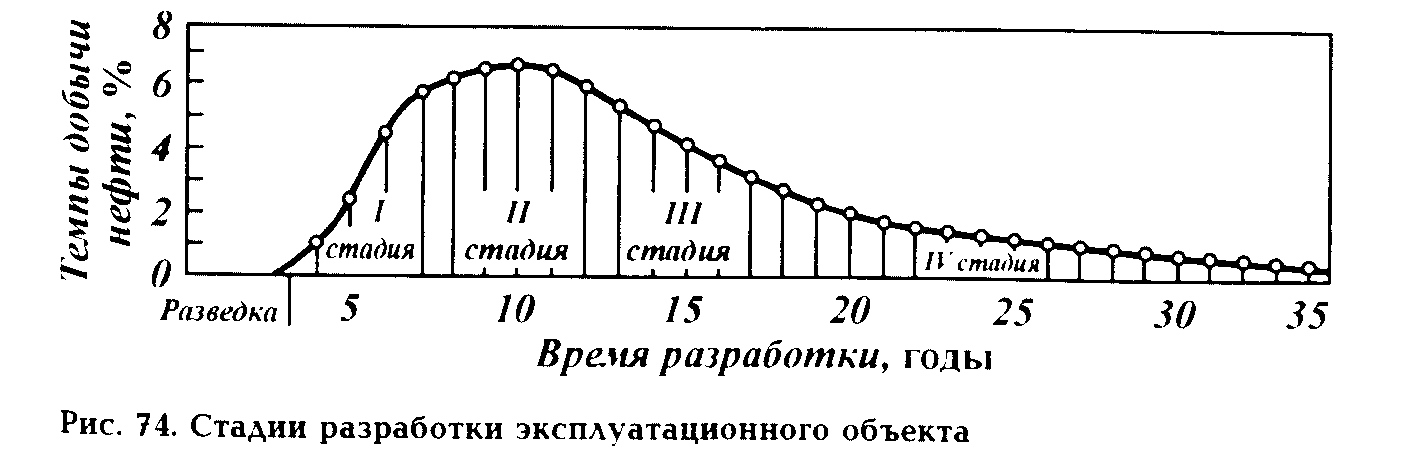 Темпы добычи
нефти, %
8
6
4
2
0
I
стадия
II
стадия
III
стадия
IV стадия
Разведка 5 10 15 20 25 30 35
Время разработки, годы
Рис. 74. Стадии разработки эксплуатационного объекта